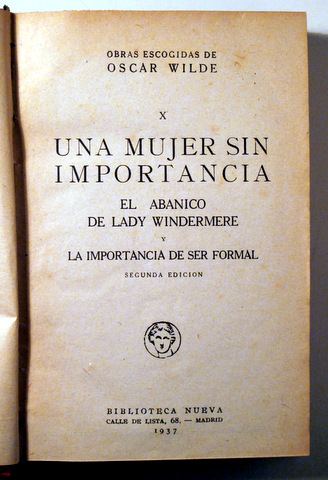 OBRAS ESCOGIDAS DE
OSCAR WILDE
X
UNA MUJER SIN
IMPORTANCIA
EL ABANICO
DE LADY WINDERMERE
Y
LA IMPORTANCIA DE SER FORMAL
SEGUNDA EDICION
BIBLIOTECA NUEVA
CALLE DE LISTA, 68. — MADRID
1937